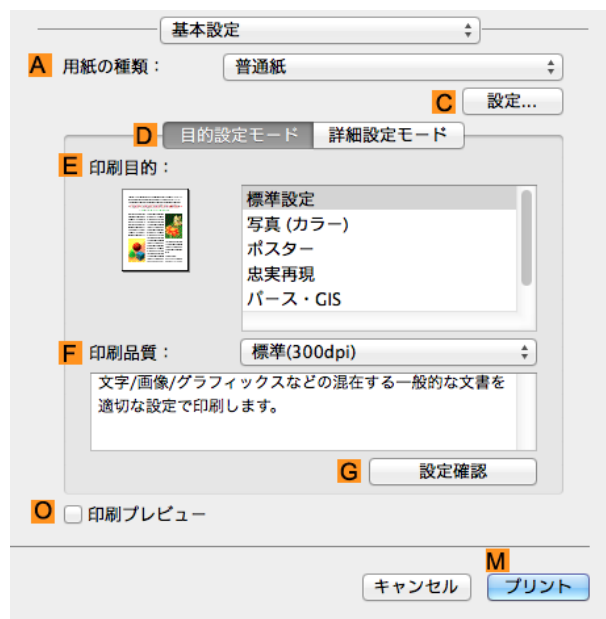 基本設定
A 用紙の種類： 普通紙
C 設定...
D 目的設定モード 詳細設定モード
E 印刷目的：
標準設定
写真 (カラー)
ポスター
忠実再現
パース・GIS
F 印刷品質： 標準(300dpi)
文字/画像/グラフィックスなどの混在する一般的な文書を
適切な設定で印刷します。
G 設定確認
O 印刷プレビュー
M
キャンセル プリント